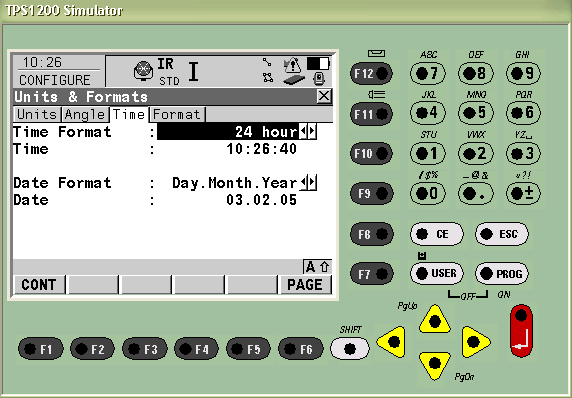 TPS1200 Simulator
10:26
IR
STD
I
CONFIGURE
Units & Formats
Units Angle Time Format
Time Format : 24 hour
Time : 10:26:40
Date Format : Day.Month.Year
Date : 03.02.05
A
CONT PAGE
ABC DEF GHI
F12 7 8 9
JKL MNO PQR
F11 4 5 6
STU VWX YZ
F10 1 2 3
/$% _@& *?!
F9 0 . ±
F8 CE ESC
F7 USER PROG
OFF ON
PgUp
SHIFT
F1 F2 F3 F4 F5 F6
PgDn